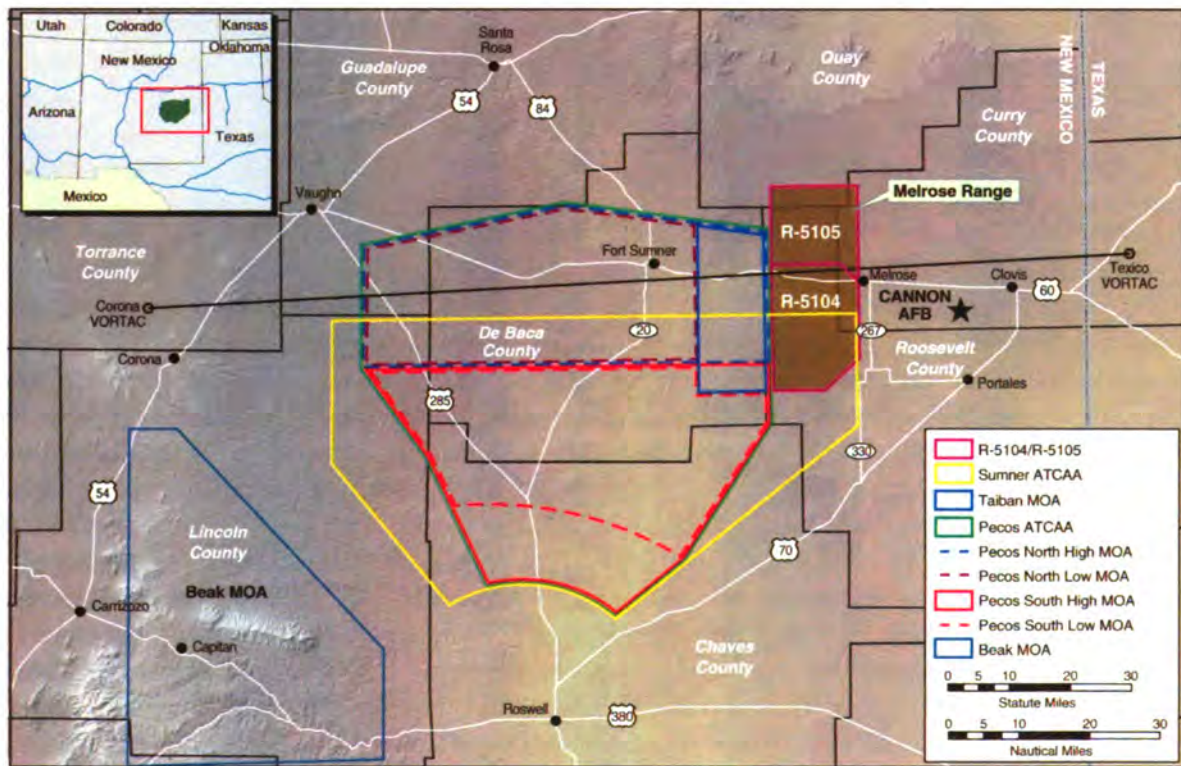 Utah
Colorado
Kansas
Oklahoma
New Mexico
Arizona
Texas
Mexico
Santa
Rosa
Guadalupe
County
54
84
Quay
County
NEW MEXICO
TEXAS
Curry
County
Vaughn
Melrose Range
R-5105
Torrance
County
Fort Sumner
Melrose
Clovis
Texico
VORTAC
Corona
VORTAC
R-5104
CANNON
AFB
60
20
267
De Baca
County
Roosevelt
County
Corona
Portales
285
330
54
Lincoln
County
Beak MOA
70
Carrizozo
Capitan
Chaves
County
Roswell
380
R-5104/R-5105
Sumner ATCAA
Taiban MOA
Pecos ATCAA
Pecos North High MOA
Pecos North Low MOA
Pecos South High MOA
Pecos South Low MOA
Beak MOA
0 5 10 20 30
Statute Miles
0 5 10 20 30
Nautical Miles